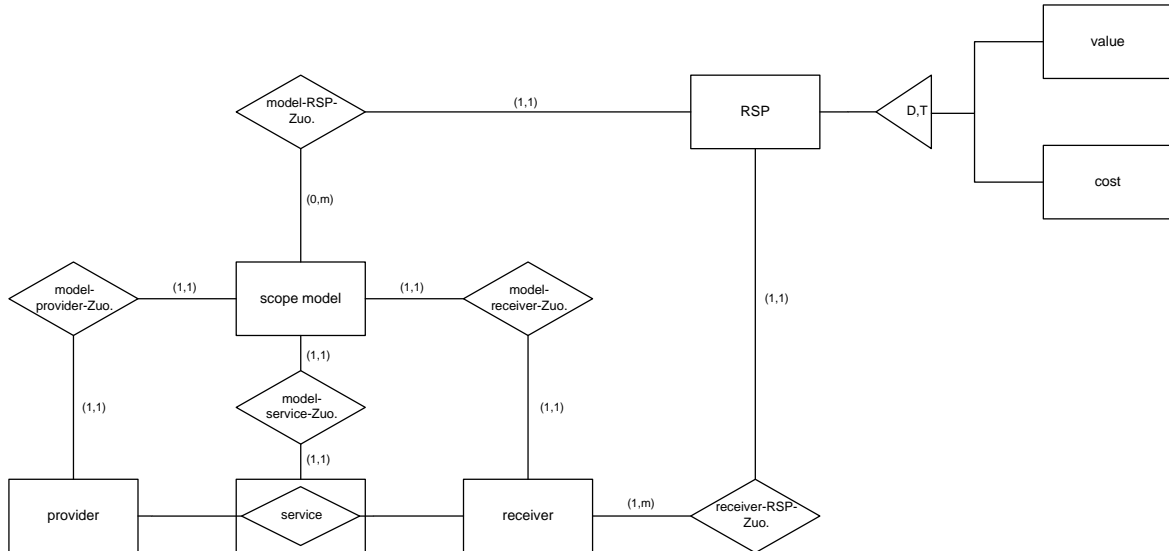 value
model-RSP-
Zuo.
(1,1)
RSP
D,T
cost
(0,m)
model-
provider-Zuo.
(1,1)
scope model
(1,1)
model-
receiver-Zuo.
(1,1)
(1,1)
model-
service-Zuo.
(1,1)
(1,1)
(1,1)
provider
service
receiver
(1,m)
receiver-RSP-
Zuo.